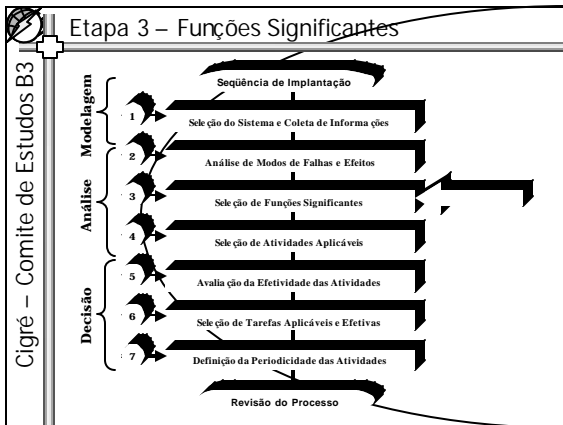 Etapa 3 – Funções Significantes
Cigré – Comite de Estudos B3
Seqüência de Implantação
Modelagem
1
Seleção do Sistema e Coleta de Informações
Análise
2
Análise de Modos de Falhas e Efeitos
3
Seleção de Funções Significantes
4
Seleção de Atividades Aplicáveis
Decisão
5
Avaliação da Efetividade das Atividades
6
Seleção de Tarefas Aplicáveis e Efetivas
7
Definição da Periodicidade das Atividades
Revisão do Processo